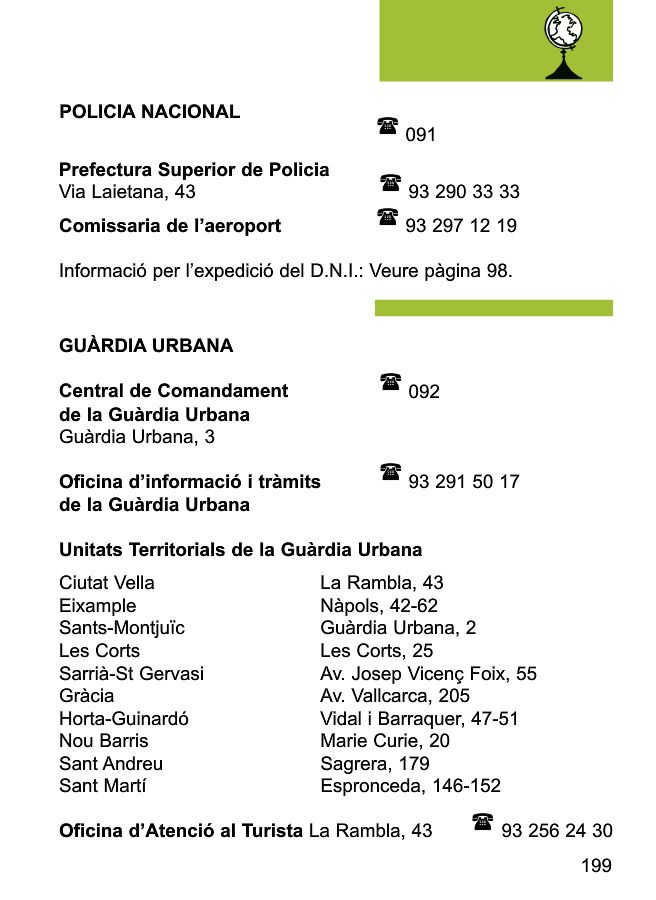 POLICIA NACIONAL
☎ 091
Prefectura Superior de Policia
Via Laietana, 43 ☎ 93 290 33 33
Comissaria de l’aeroport ☎ 93 297 12 19
Informació per l’expedició del D.N.I.: Veure pàgina 98.
GUÀRDIA URBANA
Central de Comandament ☎ 092
de la Guàrdia Urbana
Guàrdia Urbana, 3
Oficina d’informació i tràmits ☎ 93 291 50 17
de la Guàrdia Urbana
Unitats Territorials de la Guàrdia Urbana
Ciutat Vella La Rambla, 43
Eixample Nàpols, 42-62
Sants-Montjuïc Guàrdia Urbana, 2
Les Corts Les Corts, 25
Sarrià-St Gervasi Av. Josep Vicenç Foix, 55
Gràcia Av. Vallcarca, 205
Horta-Guinardó Vidal i Barraquer, 47-51
Nou Barris Marie Curie, 20
Sant Andreu Sagrera, 179
Sant Martí Espronceda, 146-152
Oficina d’Atenció al Turista La Rambla, 43 ☎ 93 256 24 30
199